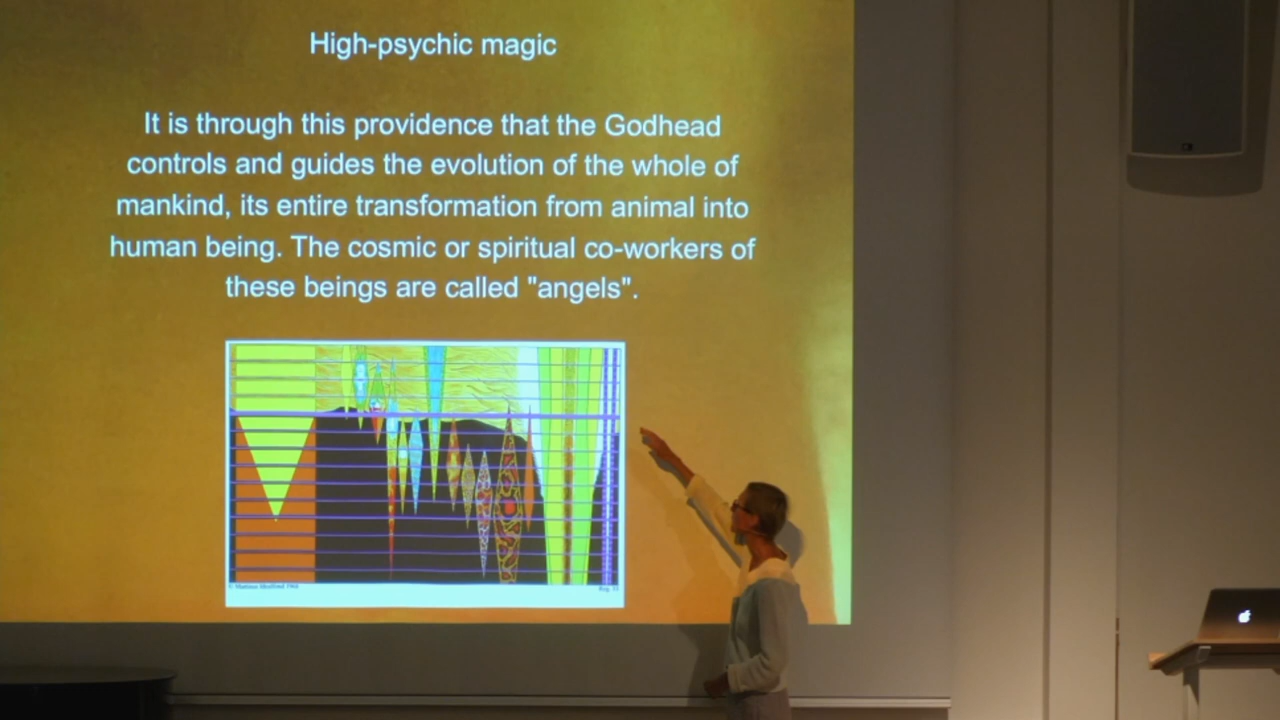 High-psychic magic
It is through this providence that the Godhead
controls and guides the evolution of the whole of
mankind, its entire transformation from animal into
human being. The cosmic or spiritual co-workers of
these beings are called "angels".
© Martinus